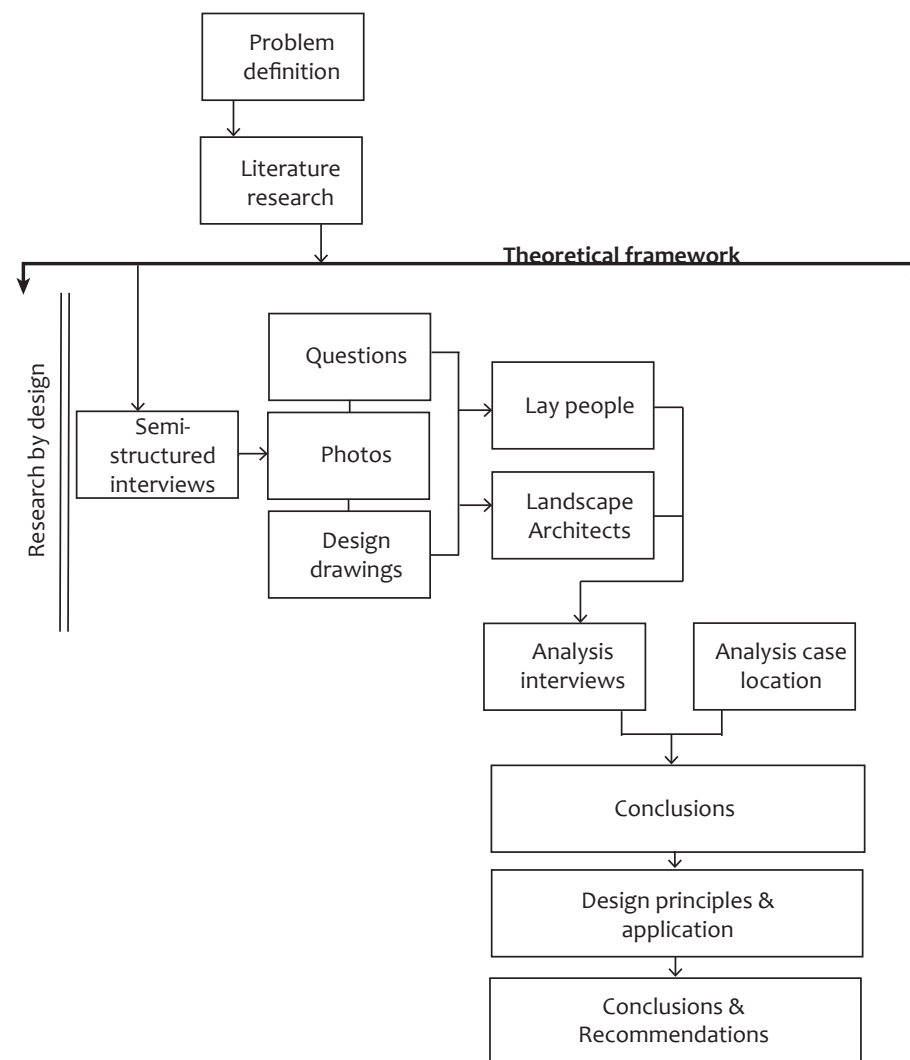 Problem
definition
Literature
research
Theoretical framework
Research by design
Semi-
structured
interviews
Questions
Photos
Design
drawings
Lay people
Landscape
Architects
Analysis
interviews
Analysis case
location
Conclusions
Design principles &
application
Conclusions &
Recommendations